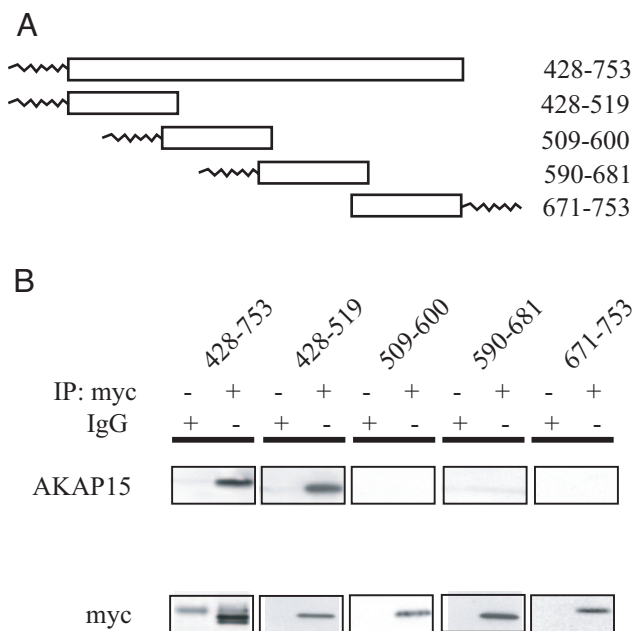 A
428-753
428-519
509-600
590-681
671-753
B
428-753 428-519 509-600 590-681 671-753
IP: myc - + - + - + - + - +
IgG + - + - + - + - + -
AKAP15
myc